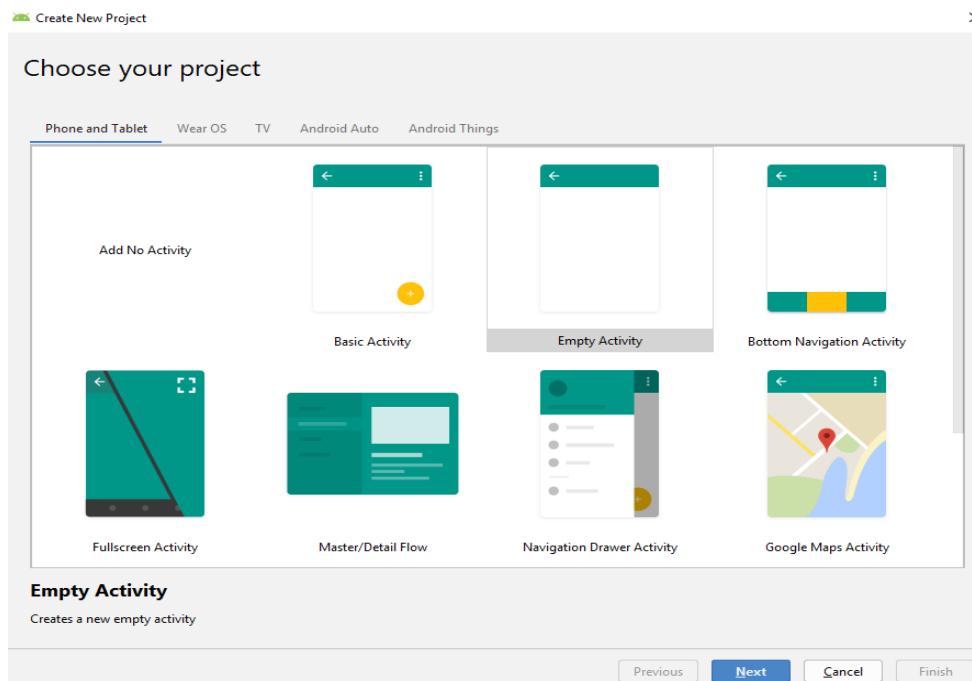 Create New Project
Choose your project
Phone and Tablet Wear OS TV Android Auto Android Things
Add No Activity
Basic Activity
Empty Activity
Bottom Navigation Activity
Fullscreen Activity
Master/Detail Flow
Navigation Drawer Activity
Google Maps Activity
Empty Activity
Creates a new empty activity
Previous Next Cancel Finish